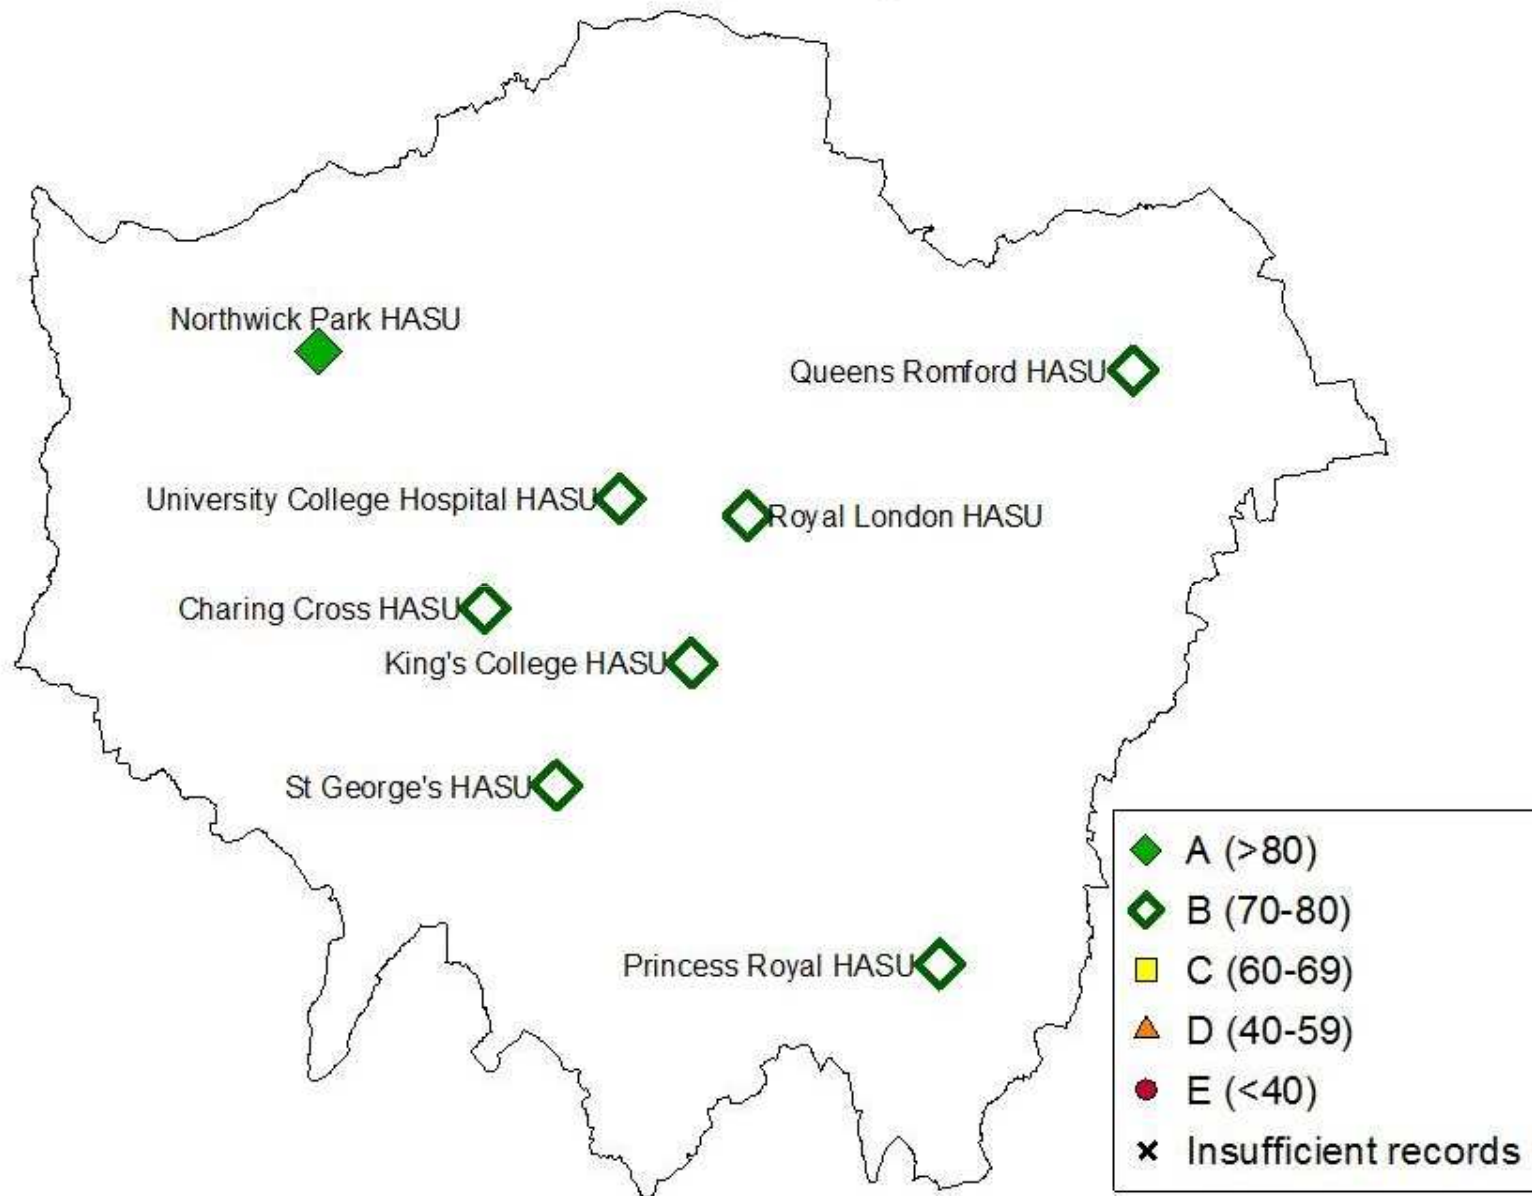 Northwick Park HASU
Queens Romford HASU
University College Hospital HASU
Royal London HASU
Charing Cross HASU
King's College HASU
St George's HASU
Princess Royal HASU
A (>80)
B (70-80)
C (60-69)
D (40-59)
E (<40)
Insufficient records